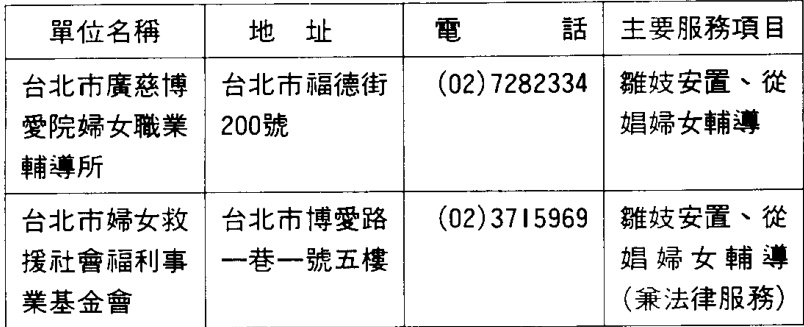 單位名稱 地址 電話 主要服務項目
台北市廣慈博 台北市福德街 (02)7282334 雛妓安置、從
愛院婦女職業 200號 娼婦女輔導
輔導所
台北市婦女救 台北市博愛路 (02)3715969 雛妓安置、從
援社會福利事 一巷一號五樓 娼婦女輔導
業基金會 (兼法律服務)